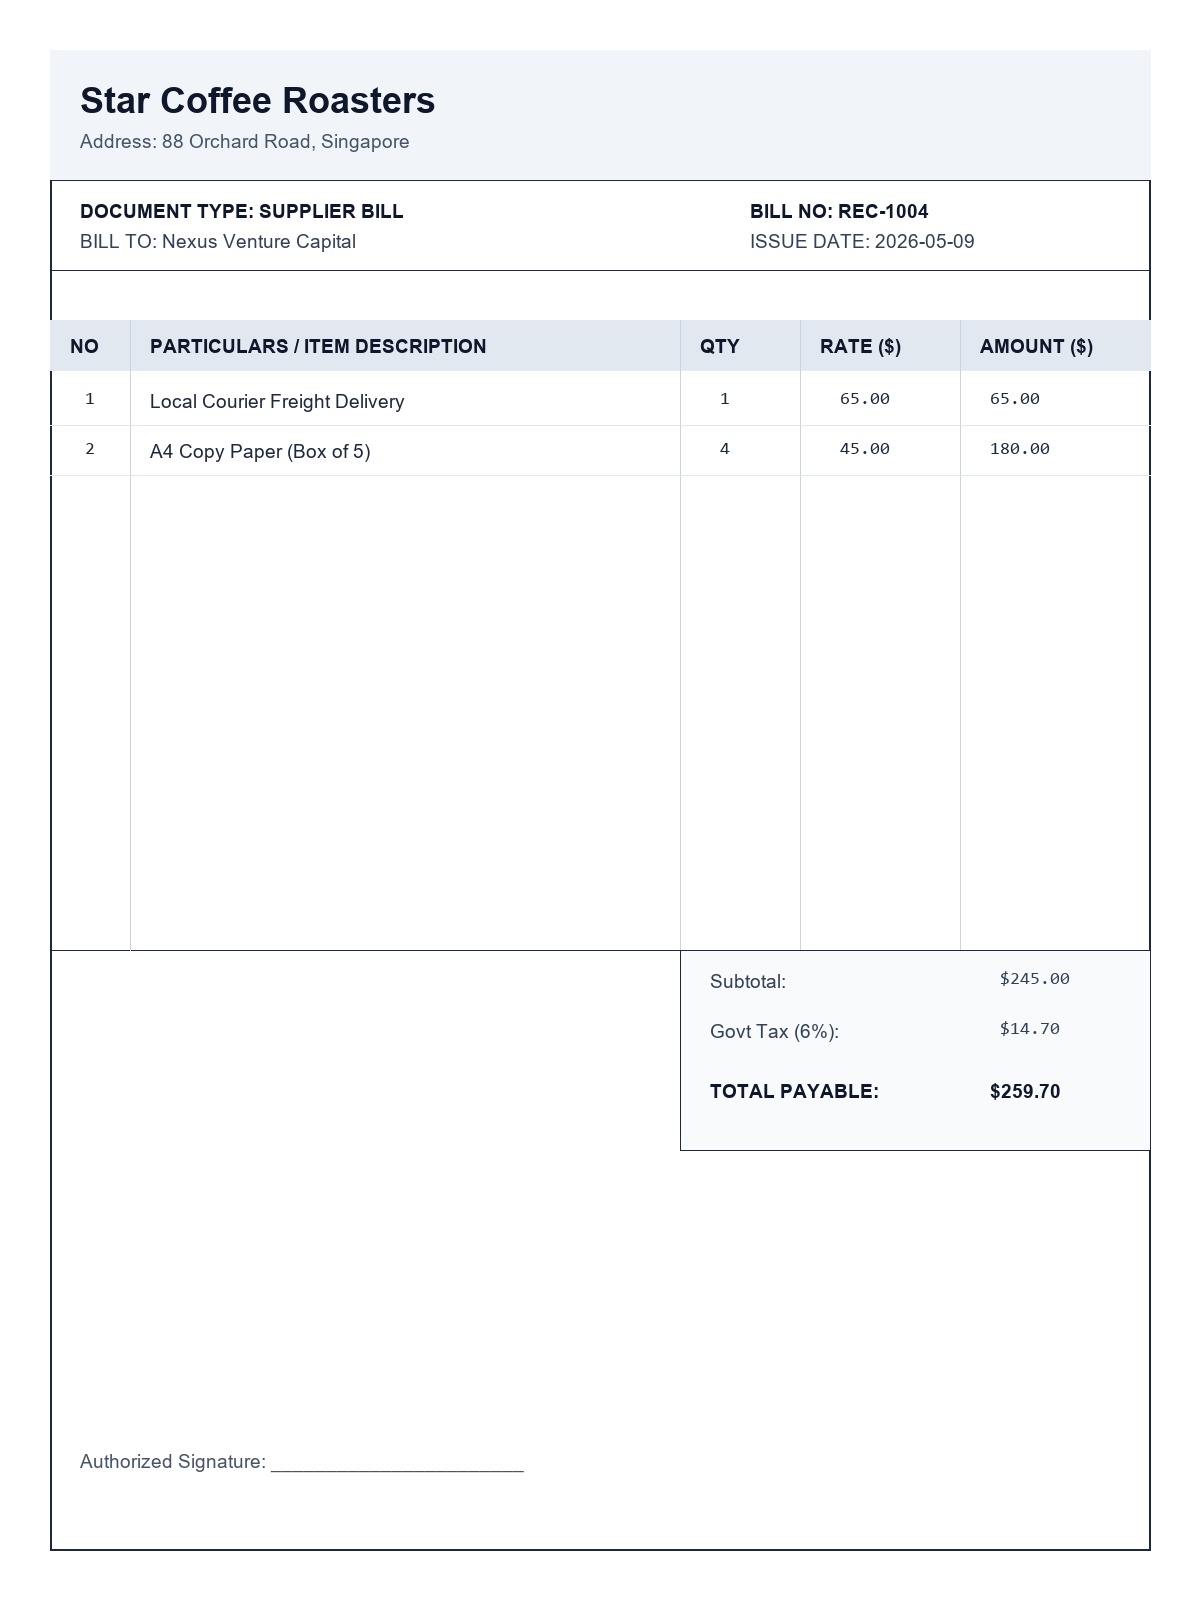 Star Coffee Roasters
Address: 88 Orchard Road, Singapore
DOCUMENT TYPE: SUPPLIER BILL BILL NO: REC-1004
BILL TO: Nexus Venture Capital ISSUE DATE: 2026-05-09
NO PARTICULARS / ITEM DESCRIPTION QTY RATE ($) AMOUNT ($)
1 Local Courier Freight Delivery 1 65.00 65.00
2 A4 Copy Paper (Box of 5) 4 45.00 180.00
Subtotal: $245.00
Govt Tax (6%): $14.70
TOTAL PAYABLE: $259.70
Authorized Signature: _______________________